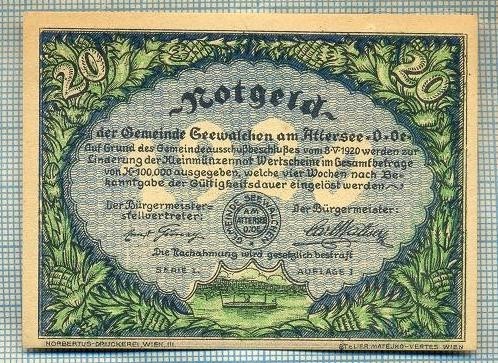 20 20
Notgeld
der Gemeinde Seewalchen am Attersee-O-Oe-
Auf Grund des Gemeindeausschußbeschlußes vom 8-V-1920 werden zur
Linderung der Kleinmünzennot Wertscheine im Gesamtbetrage
von K-100,000 ausgegeben, welche vier Wochen nach Be-
kanntgabe der Gültigkeitsdauer eingelöst werden
Der Bürgermeister-
stellvertreter:
GEMEINDE SEEWALCHEN
AM
ATTERSEE
O.OE.
Der Bürgermeister:
Die Nachahmung wird gesetzlich bestraft
SERIE 1. AUFLAGE 1
NORBERTUS-DRUCKEREI, WIEN, III. ATELIER MATEJKO-VERTES WIEN